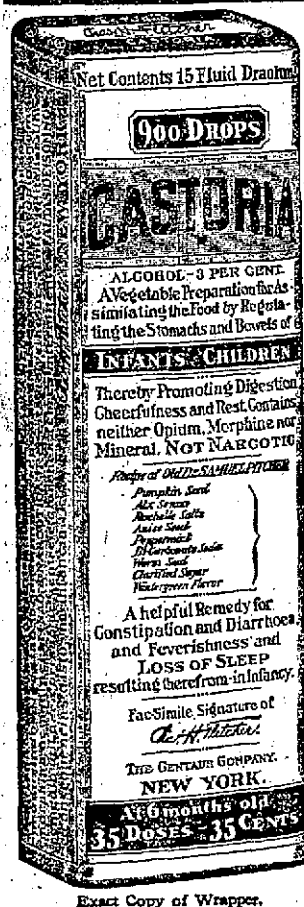 Chas. H. Fletcher
Net Contents 15 Fluid Drachms
900 DROPS
CASTORIA
ALCOHOL-3 PER CENT.
A Vegetable Preparation for As-
similating the Food by Regula-
ting the Stomachs and Bowels of
INFANTS & CHILDREN
Thereby Promoting Digestion
Cheerfulness and Rest. Contains
neither Opium, Morphine nor
Mineral. NOT NARCOTIC
Recipe of Old Dr. SAMUEL PITCHER
Pumpkin Seed
Alx. Senna
Rochelle Salts
Anise Seed
Peppermint
Bi-Carbonate Soda
Worm Seed
Clarified Sugar
Wintergreen Flavor
A helpful Remedy for
Constipation and Diarrhoea
and Feverishness and
LOSS OF SLEEP
resulting therefrom-in Infancy.
Fac-Simile Signature of
Chas. H. Fletcher.
THE CENTAUR COMPANY.
NEW YORK.
At 6 months old
35 DOSES - 35 CENTS
Exact Copy of Wrapper.